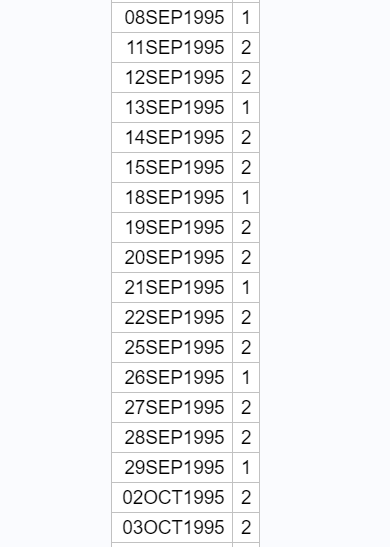 08SEP1995 1
11SEP1995 2
12SEP1995 2
13SEP1995 1
14SEP1995 2
15SEP1995 2
18SEP1995 1
19SEP1995 2
20SEP1995 2
21SEP1995 1
22SEP1995 2
25SEP1995 2
26SEP1995 1
27SEP1995 2
28SEP1995 2
29SEP1995 1
02OCT1995 2
03OCT1995 2